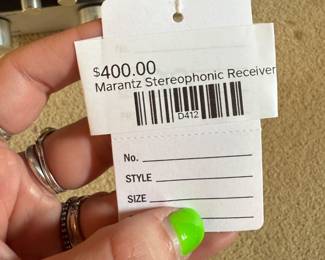 $400.00
Marantz Stereophonic Receiver
D412
No.
STYLE
SIZE